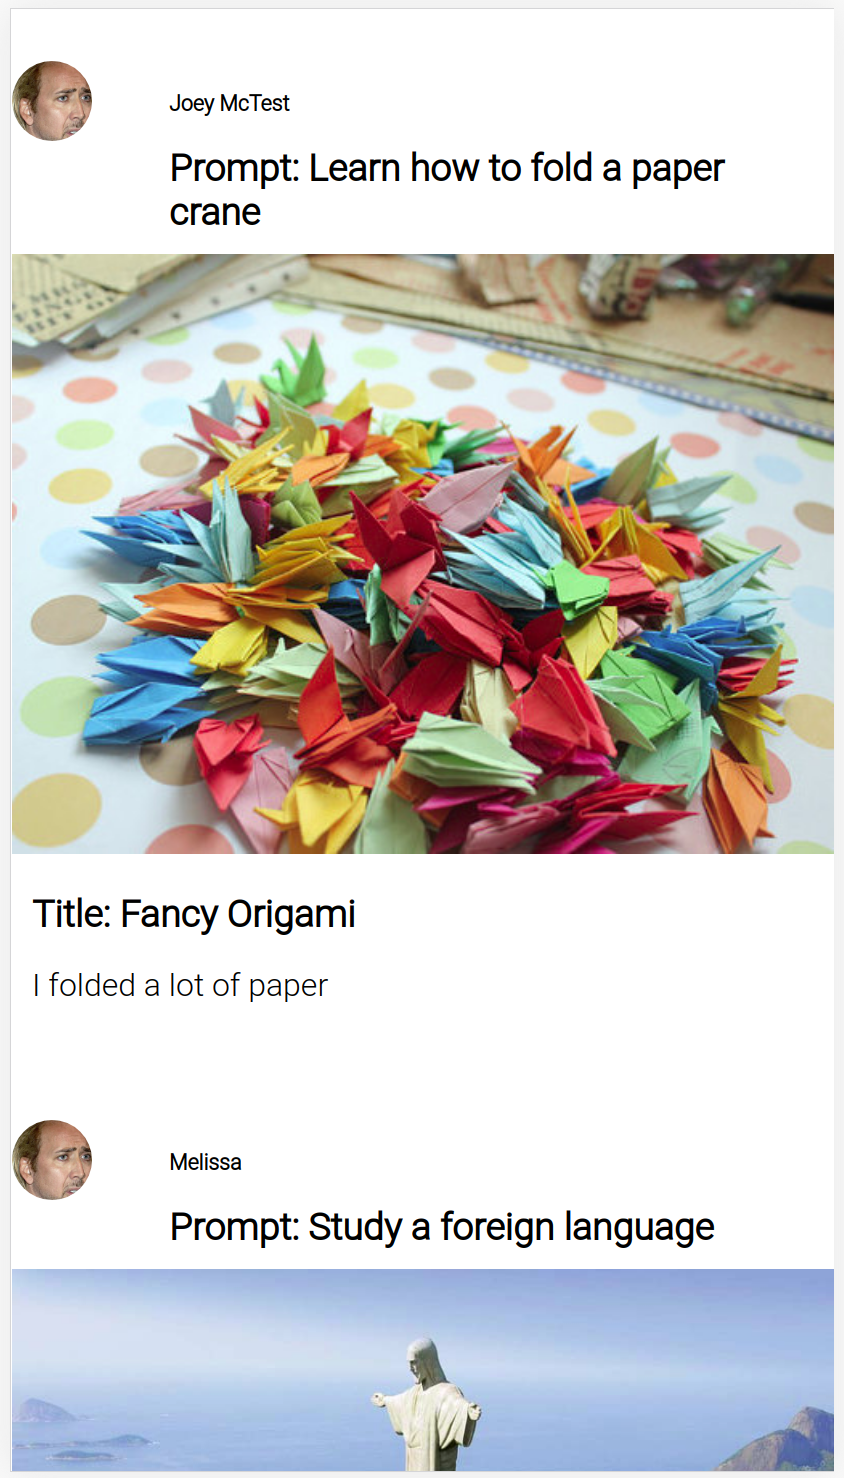 Joey McTest
Prompt: Learn how to fold a paper
crane
Title: Fancy Origami
I folded a lot of paper
Melissa
Prompt: Study a foreign language